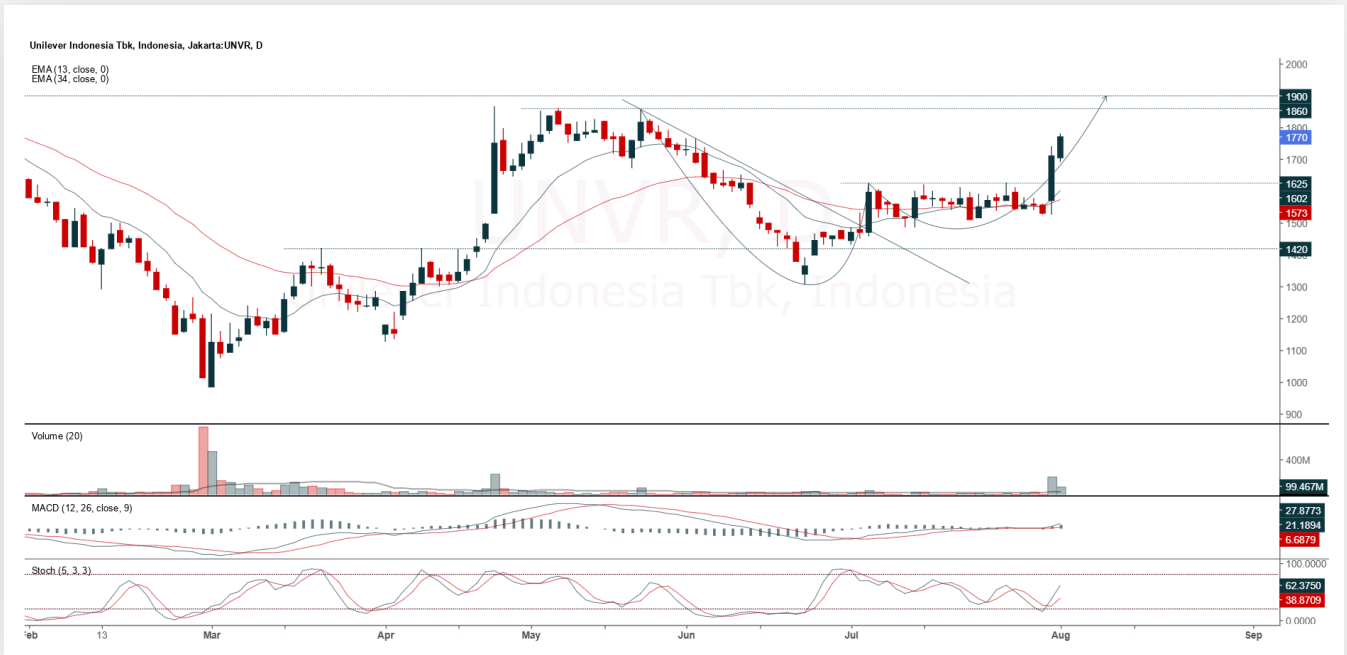 Unilever Indonesia Tbk, Indonesia, Jakarta:UNVR, D
EMA (13, close, 0)
EMA (34, close, 0)
UNVR, D
Unilever Indonesia Tbk, Indonesia
2000
1900
1860
1800
1770
1700
1625
1602
1573
1500
1420
1400
1300
1200
1100
1000
900
Volume (20)
400M
99.467M
MACD (12, 26, close, 9)
27.8773
21.1894
6.6879
Stoch (5, 3, 3)
100.0000
62.3750
38.8709
0.0000
Feb 13 Mar Apr May Jun Jul Aug Sep